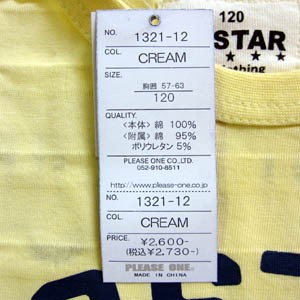 NO. 1321-12
COL. CREAM
SIZE.
胸囲 57-63
120
QUALITY.
〈本体〉綿 100%
〈附属〉綿 95%
ポリウレタン 5%
PLEASE ONE CO.,LTD.
052-910-8511
http://www.please-one.co.jp
NO. 1321-12
COL. CREAM
PRICE. ¥2,600-
(税込¥2,730-)
PLEASE ONE.
MADE IN CHINA
120
STAR
thing